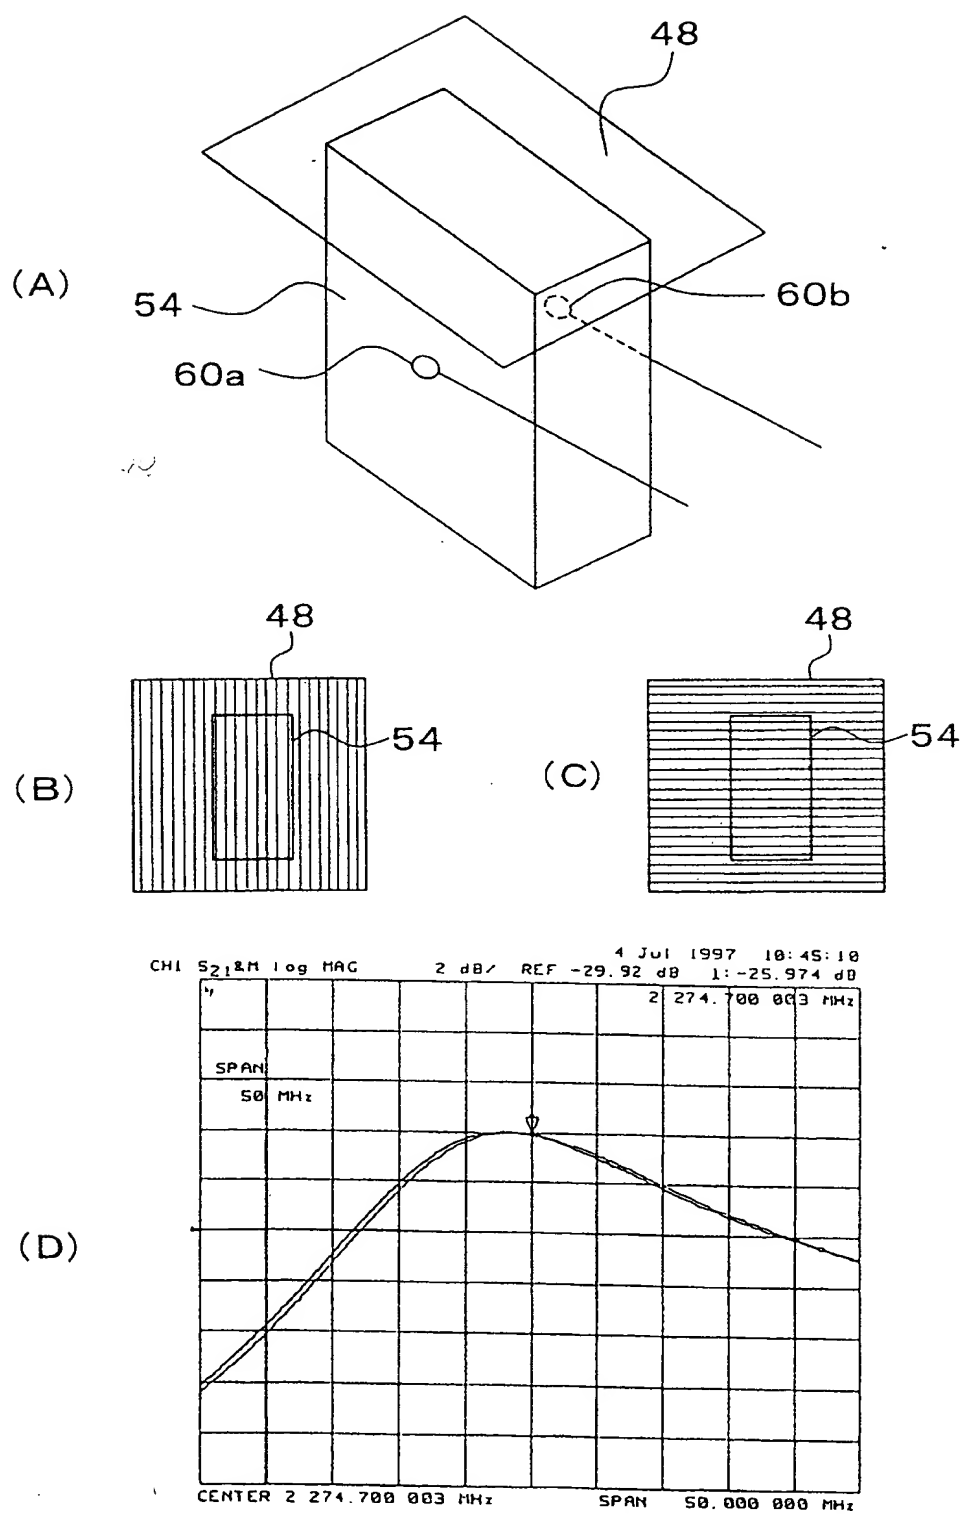 48
(A)
54
60b
60a
48
48
54
54
(B)
(C)
4 Jul 1997 10:45:10
CH1 S21&M log MAG 2 dB/ REF -29.92 dB 1:-25.974 dB
2 274.700 003 MHz
SPAN
50 MHz
(D)
CENTER 2 274.700 003 MHz SPAN 50.000 000 MHz